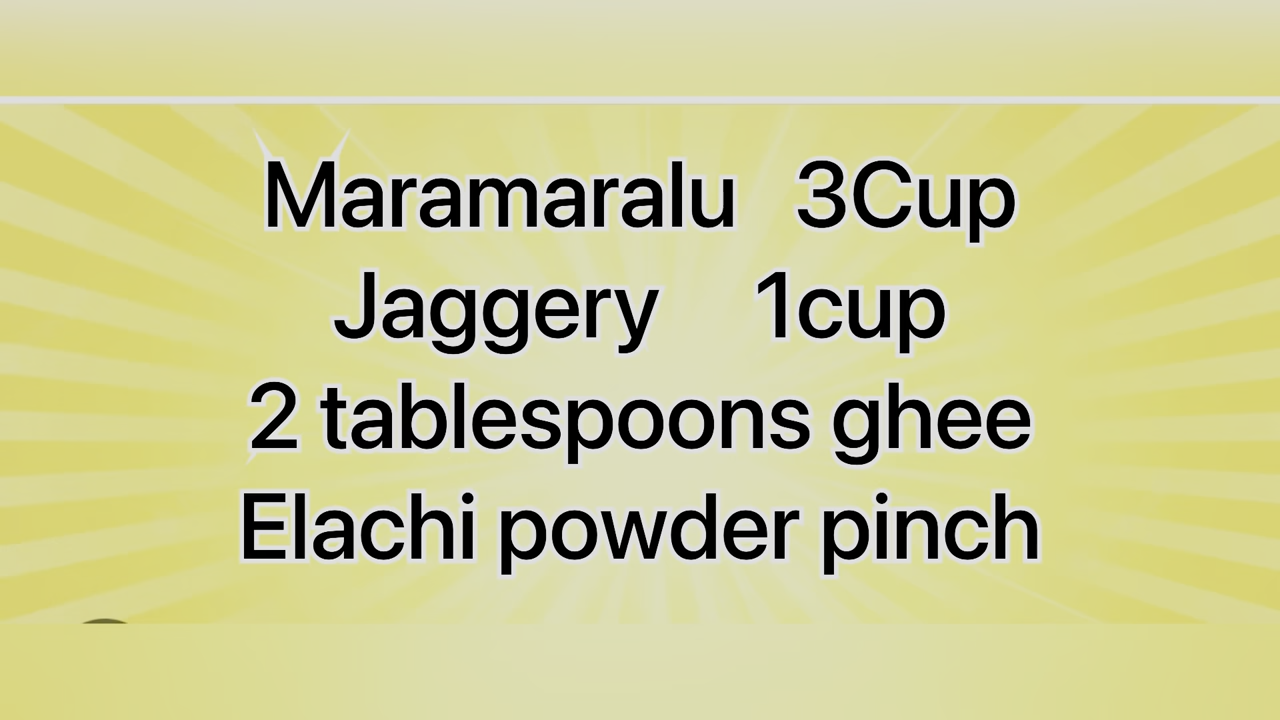 Maramaralu 3Cup
Jaggery 1cup
2 tablespoons ghee
Elachi powder pinch